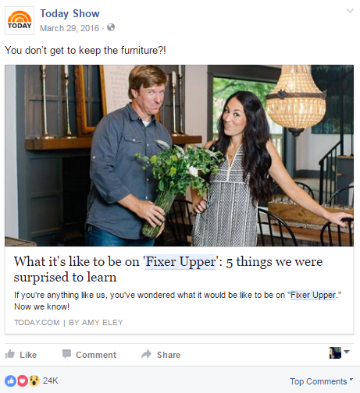 TODAY
Today Show
March 29, 2016 ·
You don't get to keep the furniture?!
What it's like to be on 'Fixer Upper': 5 things we were
surprised to learn
If you're anything like us, you've wondered what it would be like to be on "Fixer Upper."
Now we know!
TODAY.COM | BY AMY ELEY
Like Comment Share
24K Top Comments